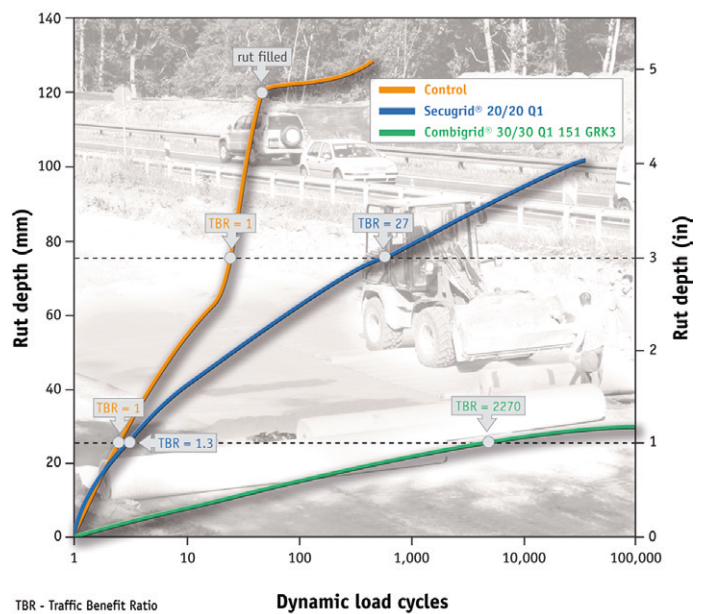 140
120
100
80
60
40
20
0
Rut depth (mm)
5
4
3
2
1
0
Rut depth (in)
rut filled
Control
Secugrid® 20/20 Q1
Combigrid® 30/30 Q1 151 GRK3
TBR = 1
TBR = 27
TBR = 1
TBR = 1.3
TBR = 2270
1
10
100
1,000
10,000
100,000
TBR - Traffic Benefit Ratio
Dynamic load cycles